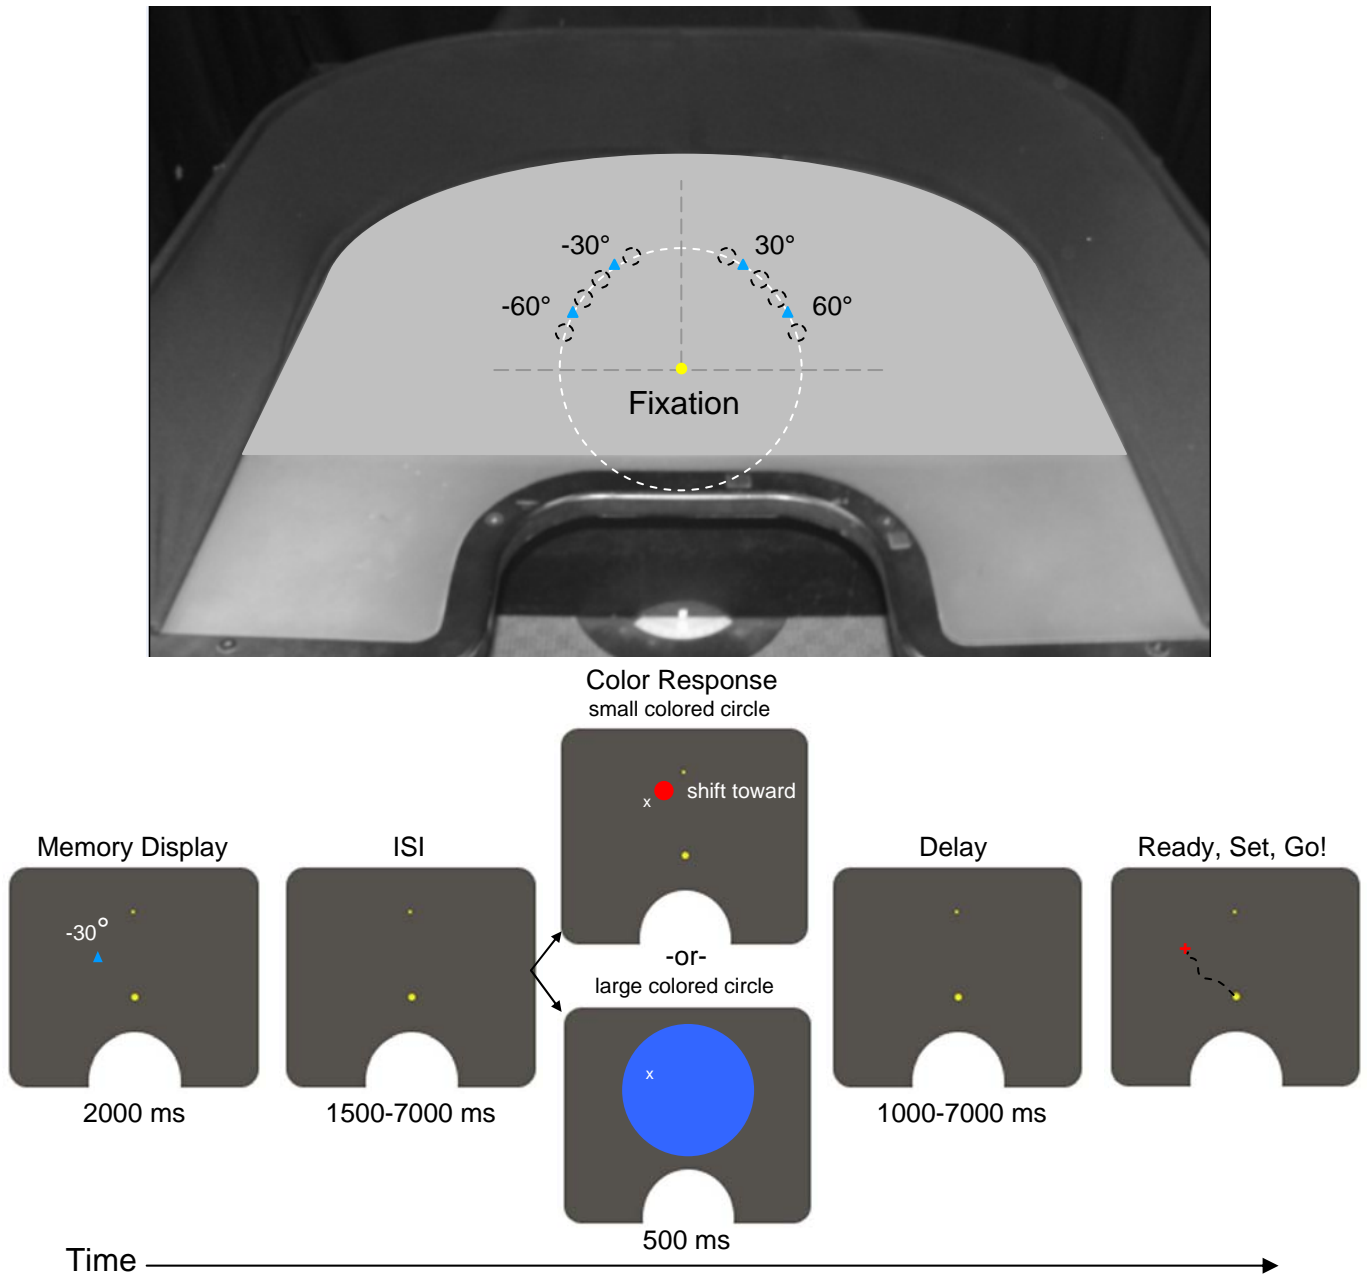 -30°
30°
-60°
60°
Fixation
Color Response
small colored circle
x
shift toward
Memory Display
ISI
Delay
Ready, Set, Go!
-30°
-or-
large colored circle
x
2000 ms
1500-7000 ms
1000-7000 ms
500 ms
Time